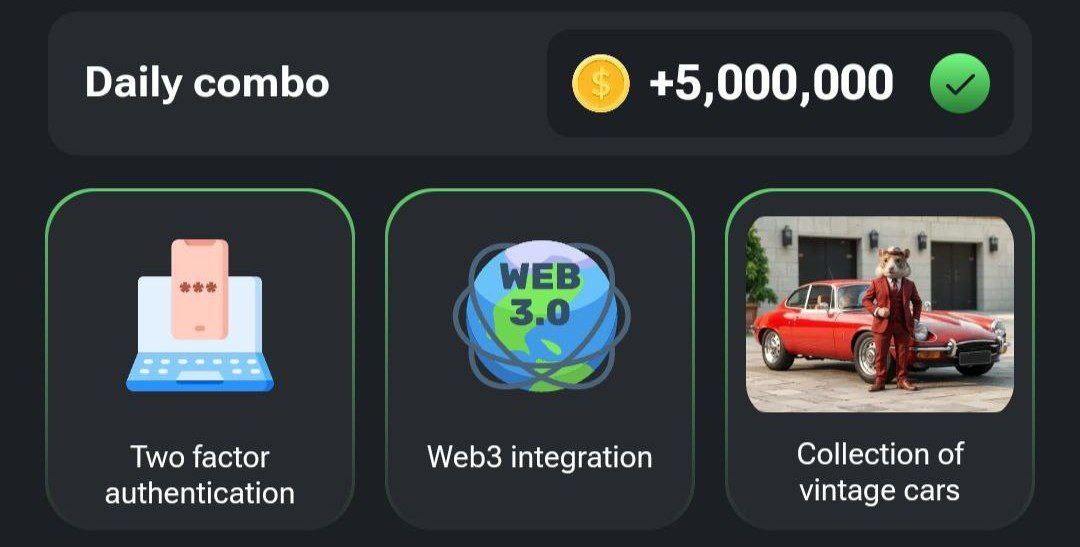 Daily combo
$ +5,000,000
***
WEB
3.0
Two factor
authentication
Web3 integration
Collection of
vintage cars